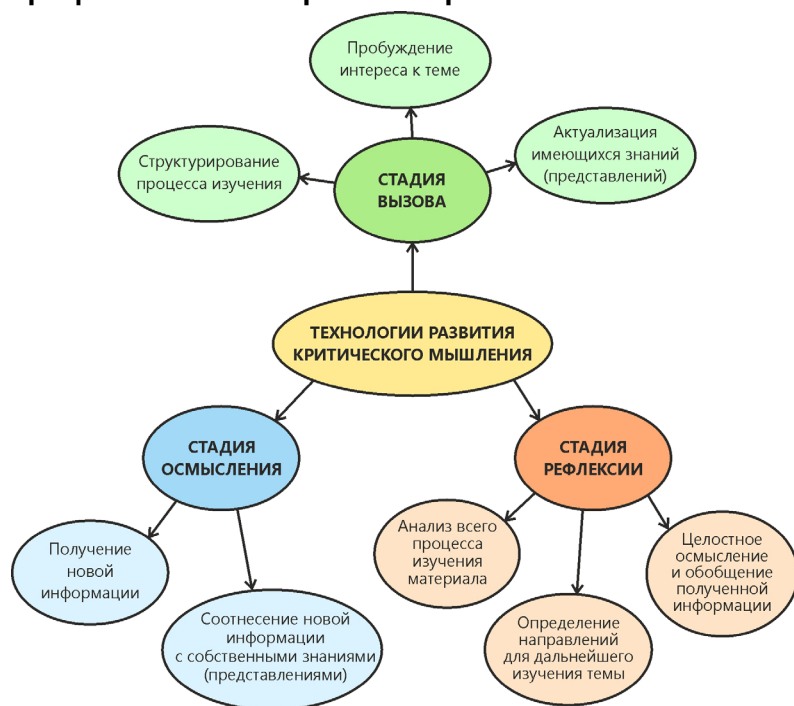 Пробуждение
интереса к теме
Актуализация
имеющихся знаний
(представлений)
Структурирование
процесса изучения
СТАДИЯ
ВЫЗОВА
ТЕХНОЛОГИИ РАЗВИТИЯ
КРИТИЧЕСКОГО МЫШЛЕНИЯ
СТАДИЯ
ОСМЫСЛЕНИЯ
СТАДИЯ
РЕФЛЕКСИИ
Получение
новой
информации
Соотнесение новой
информации
с собственными знаниями
(представлениями)
Анализ всего
процесса
изучения
материала
Определение
направлений
для дальнейшего
изучения темы
Целостное
осмысление
и обобщение
полученной
информации